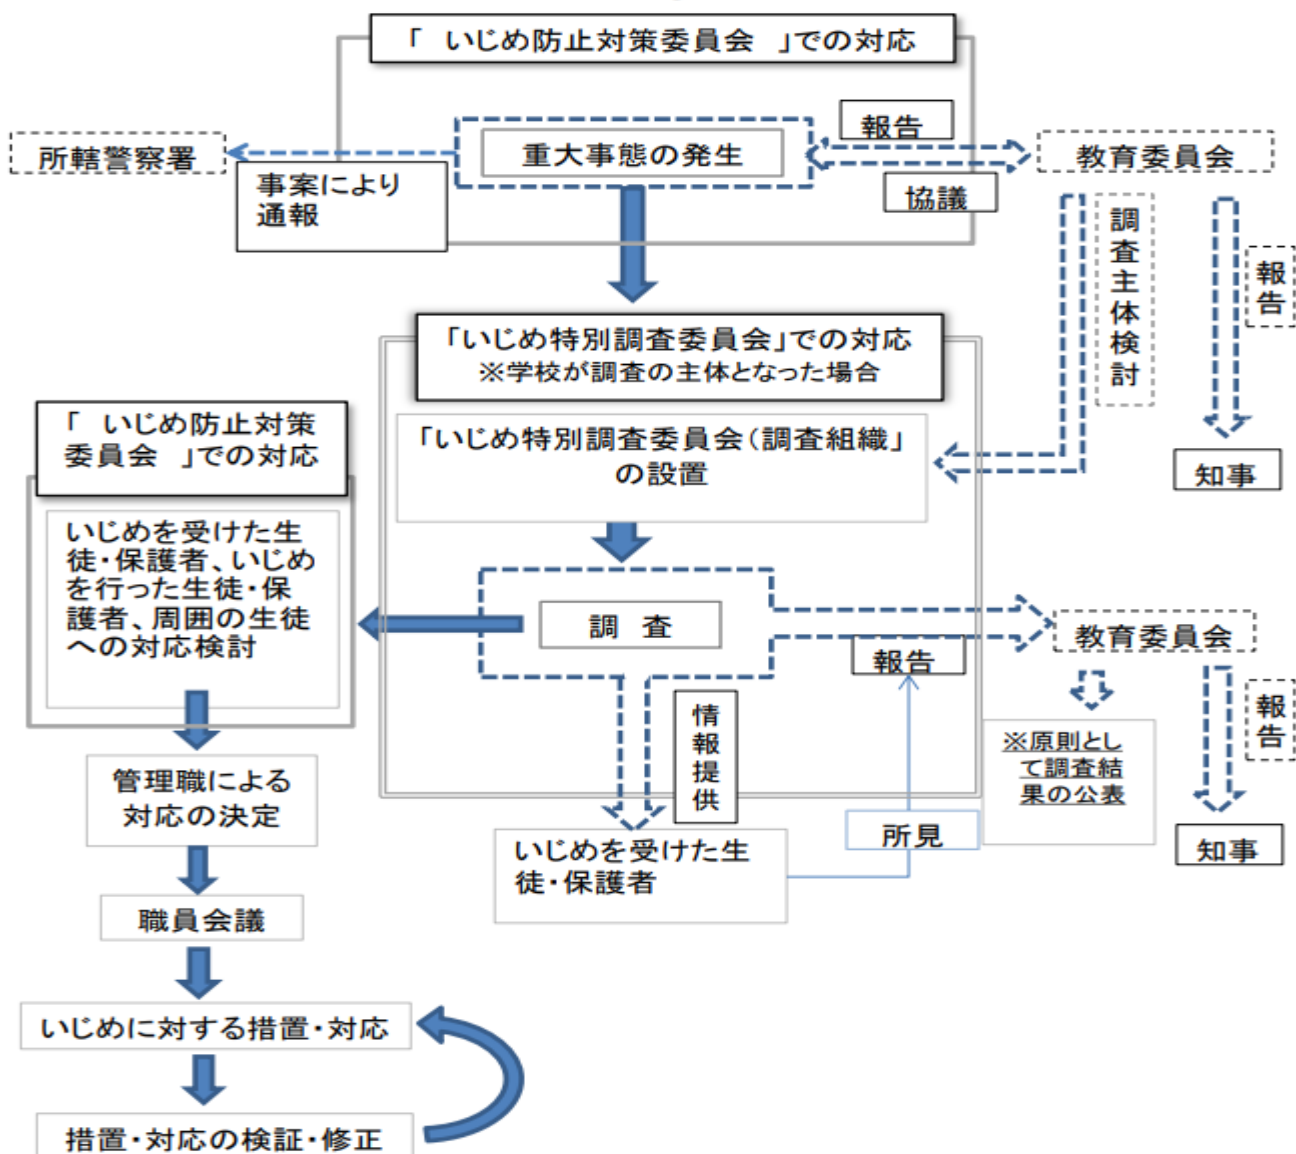 「　いじめ防止対策委員会　」での対応
報告
所轄警察署
重大事態の発生
教育委員会
事案により
通報
協議
調査主体検討
報告
「いじめ特別調査委員会」での対応
※学校が調査の主体となった場合
「　いじめ防止対策
委員会　」での対応
「いじめ特別調査委員会（調査組織」
の設置
知事
いじめを受けた生
徒・保護者、いじめ
を行った生徒・保
護者、周囲の生徒
への対応検討
調　査
教育委員会
報告
情報提供
報告
※原則とし
て調査結
果の公表
管理職による
対応の決定
所見
知事
いじめを受けた生
徒・保護者
職員会議
いじめに対する措置・対応
措置・対応の検証・修正